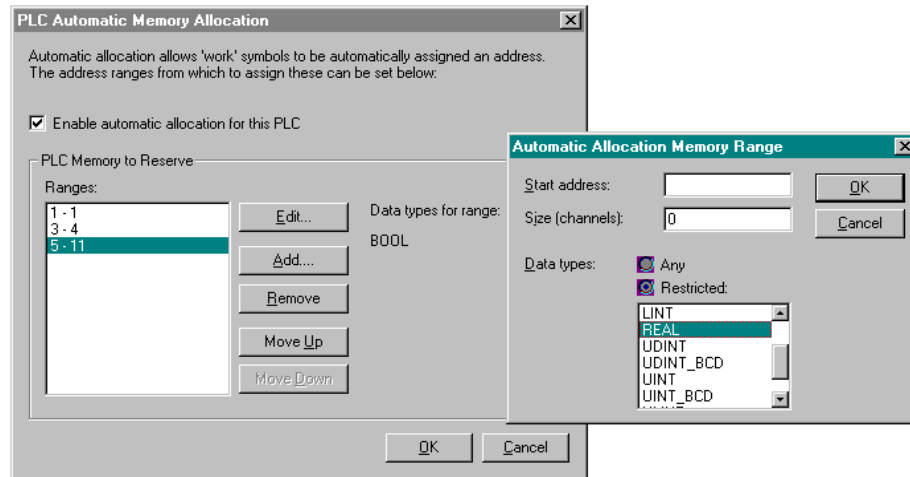 PLC Automatic Memory Allocation
Automatic allocation allows 'work' symbols to be automatically assigned an address.
The address ranges from which to assign these can be set below:
Enable automatic allocation for this PLC
PLC Memory to Reserve
Ranges:
1 - 1
3 - 4
5 - 11
Edit...
Add....
Remove
Move Up
Move Down
Data types for range:
BOOL
OK
Cancel
Automatic Allocation Memory Range
Start address:
Size (channels):
0
OK
Cancel
Data types:
Any
Restricted:
LINT
REAL
UDINT
UDINT_BCD
UINT
UINT_BCD